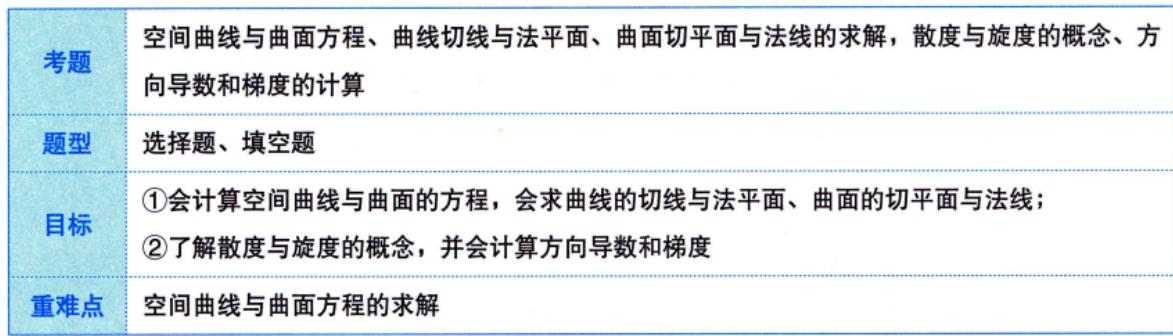 考题
空间曲线与曲面方程、曲线切线与法平面、曲面切平面与法线的求解，散度与旋度的概念、方
向导数和梯度的计算
题型
选择题、填空题
目标
①会计算空间曲线与曲面的方程，会求曲线的切线与法平面、曲面的切平面与法线；
②了解散度与旋度的概念，并会计算方向导数和梯度
重难点
空间曲线与曲面方程的求解